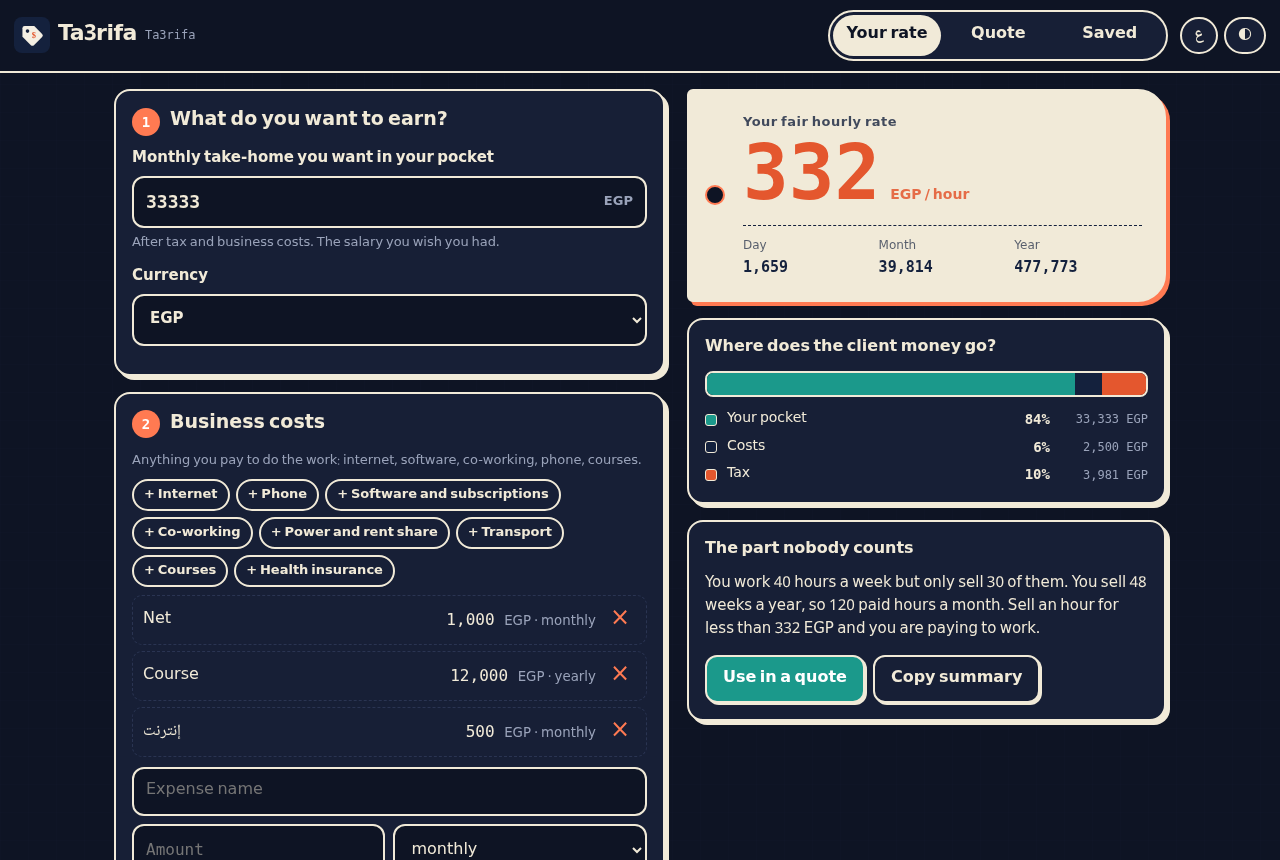 Ta3rifa Ta3rifa
Your rate Quote Saved ع
1 What do you want to earn?
Monthly take-home you want in your pocket
33333 EGP
After tax and business costs. The salary you wish you had.
Currency
EGP
2 Business costs
Anything you pay to do the work: internet, software, co-working, phone, courses.
+ Internet + Phone + Software and subscriptions
+ Co-working + Power and rent share + Transport
+ Courses + Health insurance
Net 1,000 EGP · monthly
Course 12,000 EGP · yearly
إنترنت 500 EGP · monthly
Expense name
Amount monthly
Your fair hourly rate
332 EGP / hour
Day Month Year
1,659 39,814 477,773
Where does the client money go?
Your pocket 84% 33,333 EGP
Costs 6% 2,500 EGP
Tax 10% 3,981 EGP
The part nobody counts
You work 40 hours a week but only sell 30 of them. You sell 48
weeks a year, so 120 paid hours a month. Sell an hour for
less than 332 EGP and you are paying to work.
Use in a quote Copy summary